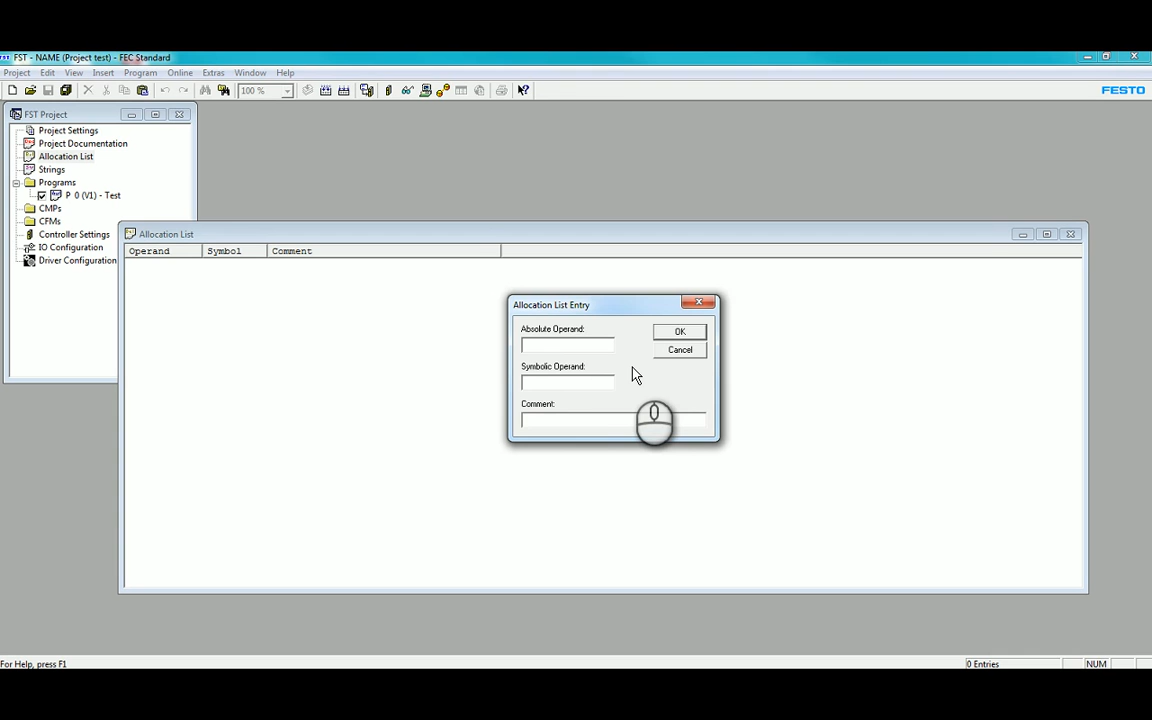 FST - NAME (Project test) - FEC Standard
Project Edit View Insert Program Online Extras Window Help
100 %
FESTO
FST Project
Project Settings
Project Documentation
Allocation List
Strings
Programs
P 0 (V1) - Test
CMPs
CFMs
Controller Settings
IO Configuration
Driver Configuration
Allocation List
Operand Symbol Comment
Allocation List Entry
Absolute Operand:
OK
Cancel
Symbolic Operand:
Comment:
For Help, press F1
0 Entries
NUM